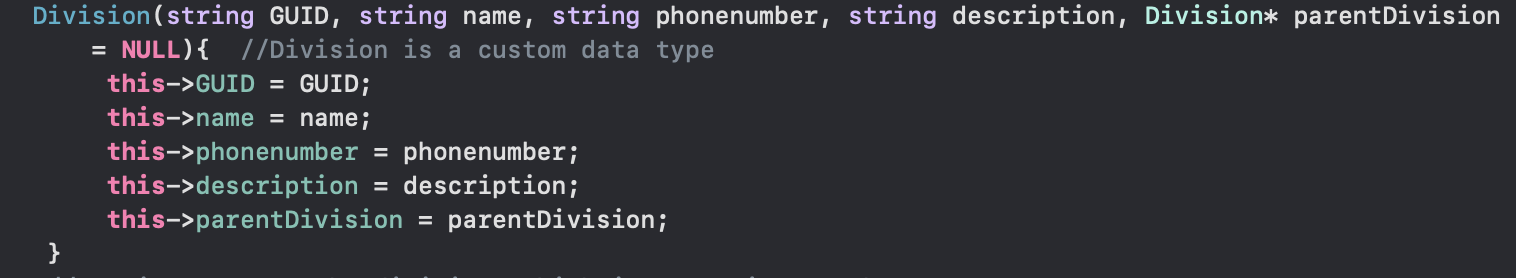 Division(string GUID, string name, string phonenumber, string description, Division* parentDivision
= NULL){  //Division is a custom data type
this->GUID = GUID;
this->name = name;
this->phonenumber = phonenumber;
this->description = description;
this->parentDivision = parentDivision;
}